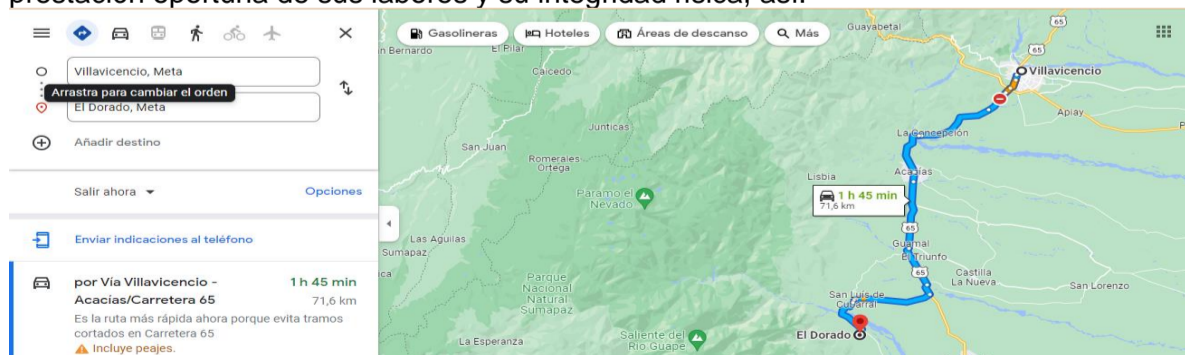 prestación oportuna de sus labores y su integridad física, así:
Villavicencio, Meta
Arrastra para cambiar el orden
El Dorado, Meta
Añadir destino
Salir ahora
Opciones
Enviar indicaciones al teléfono
por Vía Villavicencio - 1 h 45 min
Acacías/Carretera 65 71,6 km
Es la ruta más rápida ahora porque evita tramos
cortados en Carretera 65
Incluye peajes.
Gasolineras Hoteles Áreas de descanso Más
Guayabetal
65
n Bernardo
El Pilar
Caicedo
65
Villavicencio
Apiay
Junticas
La Concepción
San Juan
Romerales
Ortega
Lisbia
Acacías
Páramo el
Nevado
1 h 45 min
71,6 km
65
Las Aguilas
Sumapaz
Guamal
El Triunfo
65
Castilla
La Nueva
San Lorenzo
Parque
Nacional
Natural
Sumapaz
San Luis de
Cubarral
El Dorado
La Esperanza
Saliente del
Río Guape